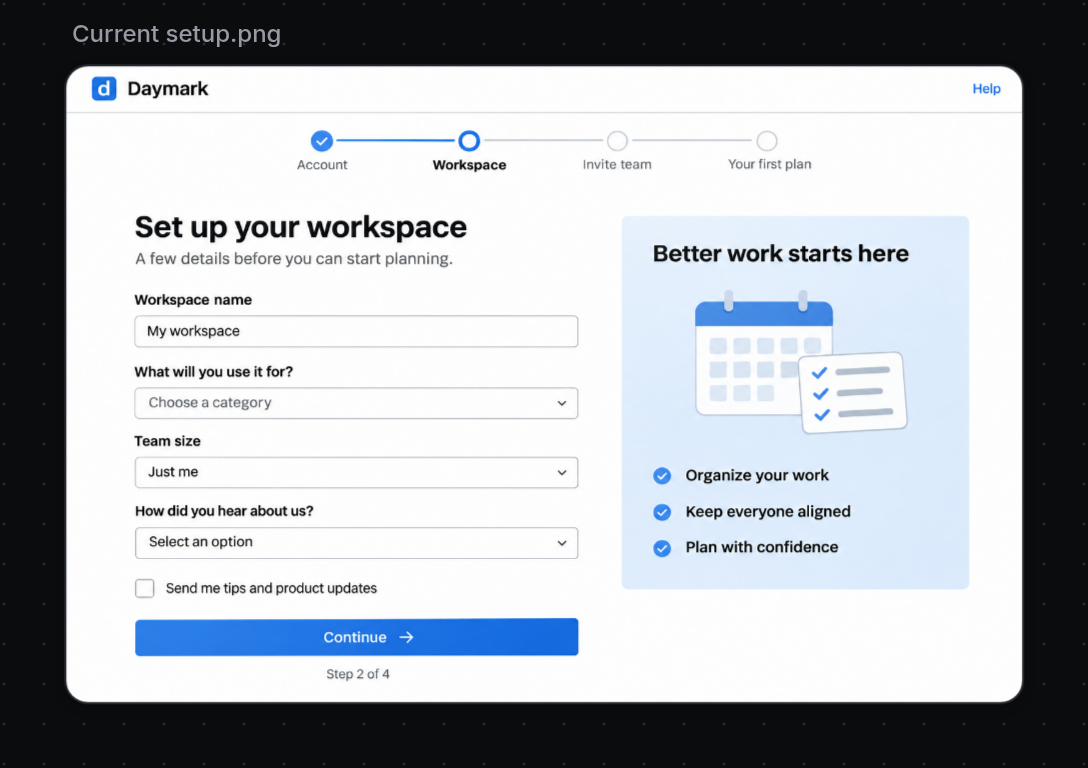 Current setup.png
d Daymark
Help
Account
Workspace
Invite team
Your first plan
Set up your workspace
A few details before you can start planning.
Workspace name
My workspace
What will you use it for?
Choose a category
Team size
Just me
How did you hear about us?
Select an option
Send me tips and product updates
Continue →
Step 2 of 4
Better work starts here
Organize your work
Keep everyone aligned
Plan with confidence